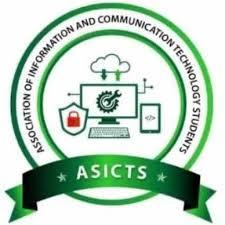 ASSOCIATION OF INFORMATION AND COMMUNICATION TECHNOLOGY STUDENTS
ASICTS